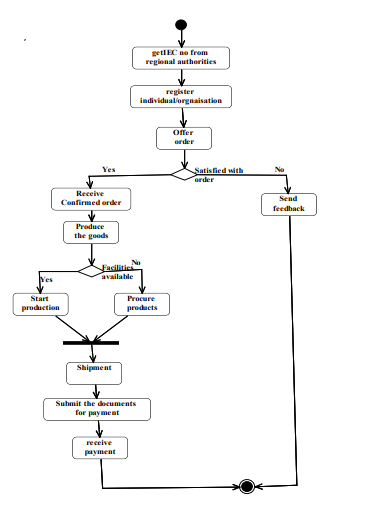 getIEC no from
regional authorities
register
individual/orgnaisation
Offer
order
Yes
Satisfied with
order
No
Receive
Confirmed order
Send
feedback
Produce
the goods
Facilities
available
No
Yes
Start
production
Procure
products
Shipment
Submit the documents
for payment
receive
payment